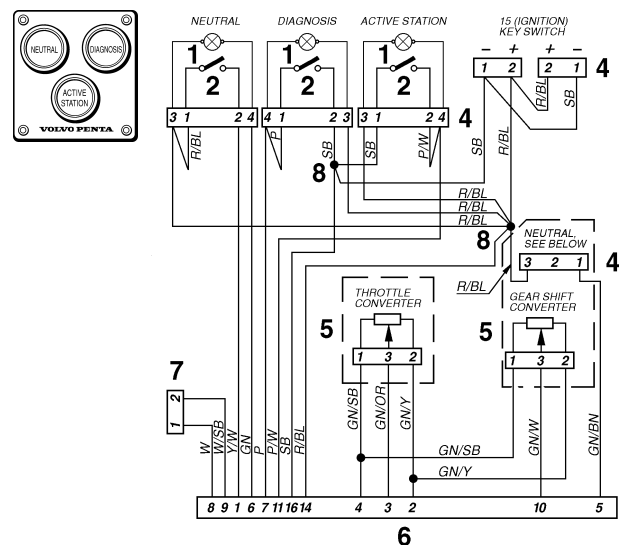 NEUTRAL DIAGNOSIS ACTIVE STATION 15 (IGNITION)
KEY SWITCH
NEUTRAL DIAGNOSIS
ACTIVE
STATION
VOLVO PENTA
1 1 1
2 2 2
– + + –
1 2 2 1 4
3 1 2 4 4 1 2 3 3 1 2 4 4
R/BL P SB SB P/W SB R/BL R/BL SB
8
R/BL
R/BL
R/BL
8
NEUTRAL,
SEE BELOW
3 2 1 4
R/BL
THROTTLE
CONVERTER
GEAR SHIFT
CONVERTER
5 5
1 3 2 1 3 2
7
2
1
W W/SB Y/W GN P P/W SB R/BL GN/SB GN/OR GN/Y GN/W GN/BN
GN/SB
GN/Y
8 9 1 6 7 11 16 14 4 3 2 10 5
6